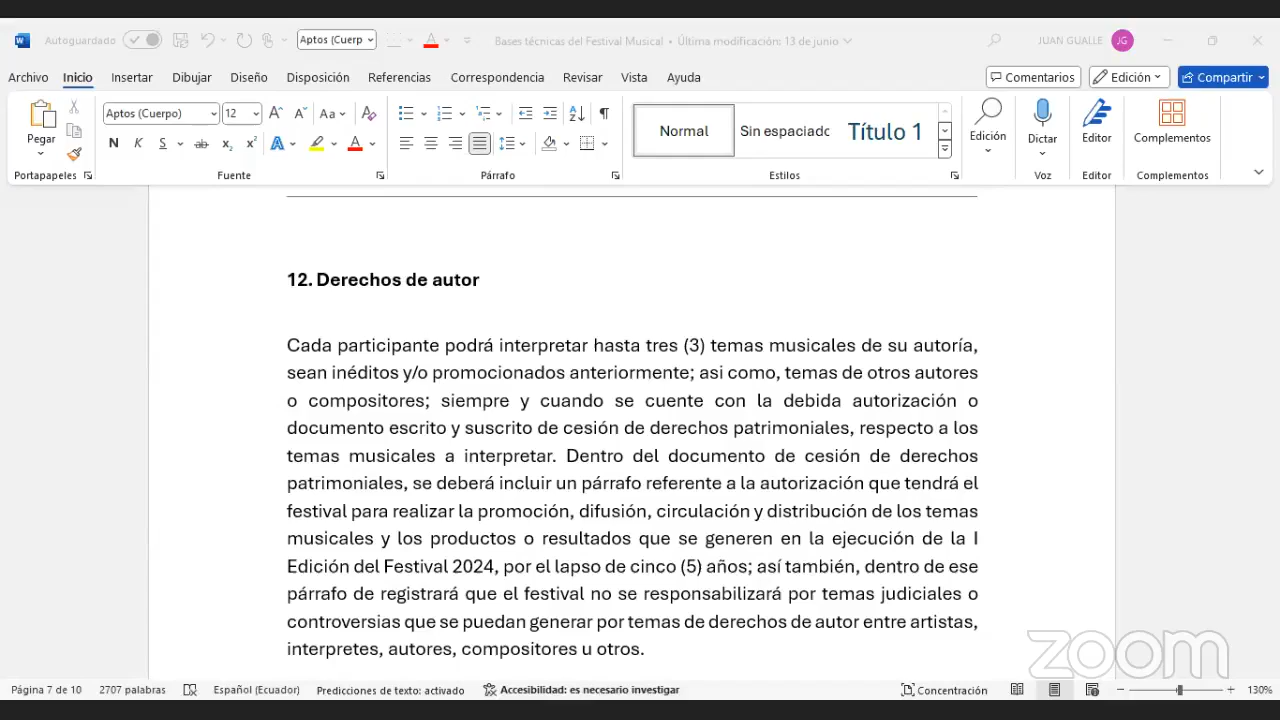 Autoguardado
Aptos (Cuerp
Bases técnicas del Festival Musical • Última modificación: 13 de junio
JUAN GUALLE
JG
Archivo Inicio Insertar Dibujar Diseño Disposición Referencias Correspondencia Revisar Vista Ayuda
Comentarios Edición Compartir
Pegar
Aptos (Cuerpo) 12
N K S ab x₂ x²
Normal
Sin espaciado
Título 1
Edición
Dictar
Editor
Complementos
Portapapeles Fuente Párrafo Estilos Voz Editor Complementos
12. Derechos de autor
Cada participante podrá interpretar hasta tres (3) temas musicales de su autoría,
sean inéditos y/o promocionados anteriormente; asi como, temas de otros autores
o compositores; siempre y cuando se cuente con la debida autorización o
documento escrito y suscrito de cesión de derechos patrimoniales, respecto a los
temas musicales a interpretar. Dentro del documento de cesión de derechos
patrimoniales, se deberá incluir un párrafo referente a la autorización que tendrá el
festival para realizar la promoción, difusión, circulación y distribución de los temas
musicales y los productos o resultados que se generen en la ejecución de la I
Edición del Festival 2024, por el lapso de cinco (5) años; así también, dentro de ese
párrafo de registrará que el festival no se responsabilizará por temas judiciales o
controversias que se puedan generar por temas de derechos de autor entre artistas,
interpretes, autores, compositores u otros.
zoom
Página 7 de 10 2707 palabras Español (Ecuador) Predicciones de texto: activado Accesibilidad: es necesario investigar Concentración 130%